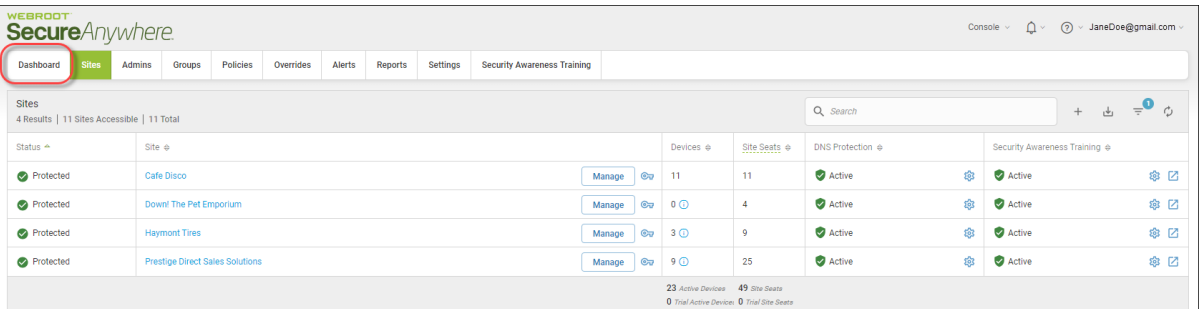 WEBROOT
SecureAnywhere.
Console
JaneDoe@gmail.com
Dashboard Sites Admins Groups Policies Overrides Alerts Reports Settings Security Awareness Training
Sites
4 Results | 11 Sites Accessible | 11 Total
Search
1
Status Site Devices Site Seats DNS Protection Security Awareness Training
Protected Cafe Disco Manage 11 11 Active Active
Protected Down! The Pet Emporium Manage 0 4 Active Active
Protected Haymont Tires Manage 3 9 Active Active
Protected Prestige Direct Sales Solutions Manage 9 25 Active Active
23 Active Devices 49 Site Seats
0 Trial Active Devices 0 Trial Site Seats